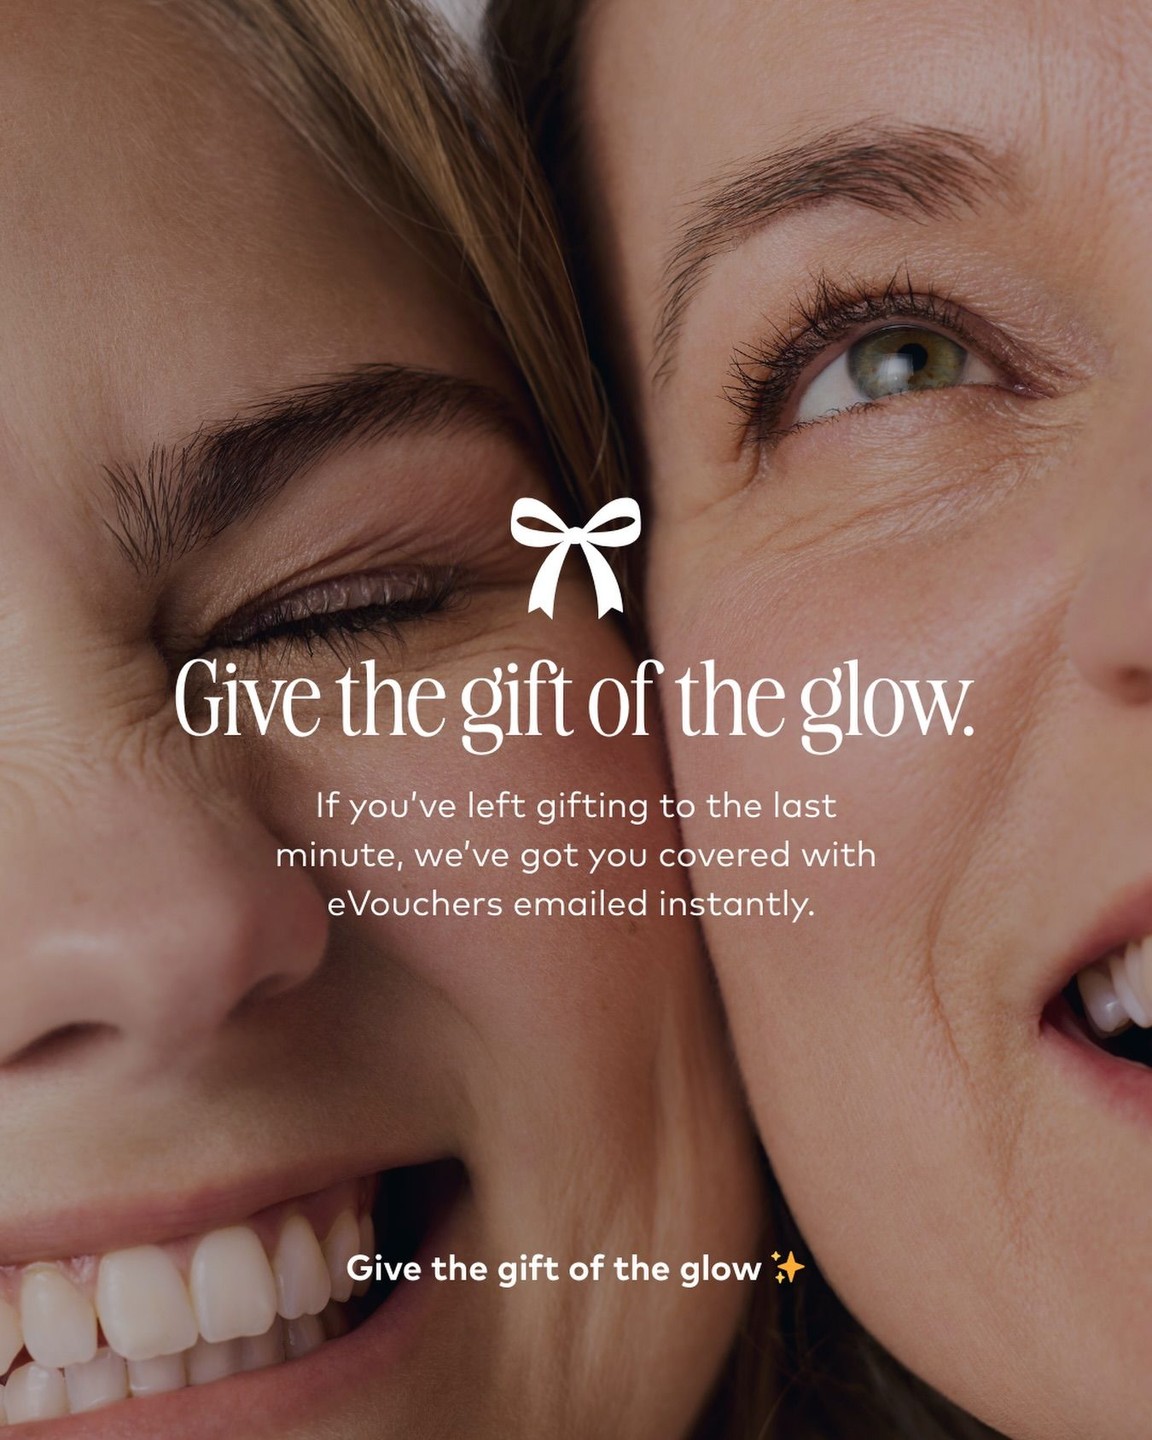 Give the gift of the glow.
If you’ve left gifting to the last
minute, we’ve got you covered with
eVouchers emailed instantly.
Give the gift of the glow ✨